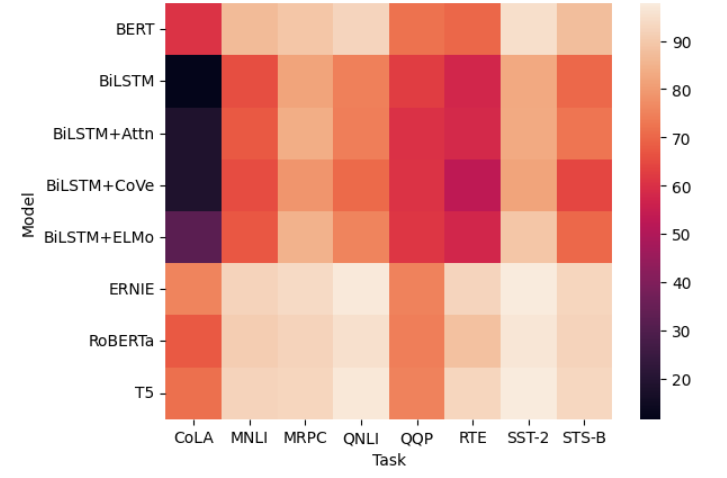 BERT
BiLSTM
BiLSTM+Attn
BiLSTM+CoVe
BiLSTM+ELMo
ERNIE
RoBERTa
T5
Model
CoLA MNLI MRPC QNLI QQP RTE SST-2 STS-B
Task
90
80
70
60
50
40
30
20